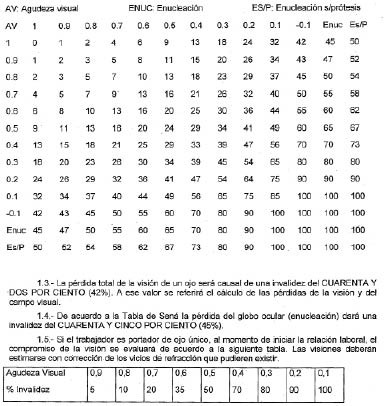 AV: Agudeza visual ENUC: Enucleación ES/P: Enucleación s/prótesis
AV 1 0.9 0.8 0.7 0.6 0.5 0.4 0.3 0.2 0.1 -0.1 Enuc Es/P
1 0 1 2 4 6 9 13 18 24 32 42 45 50
0.9 1 2 3 5 8 11 15 20 26 34 43 47 52
0.8 2 3 5 7 10 13 18 23 29 37 45 50 54
0.7 4 5 7 9 13 16 21 26 32 40 50 55 58
0.6 6 8 10 13 16 20 25 30 36 44 55 60 62
0.5 9 11 13 16 20 24 29 34 41 49 60 65 67
0.4 13 15 18 21 25 29 33 39 47 56 70 70 73
0.3 18 20 23 26 30 34 39 45 54 65 80 80 80
0.2 24 26 29 32 36 41 47 54 64 75 90 90 90
0.1 32 34 37 40 44 49 56 65 75 85 100 100 100
-0.1 42 43 45 50 55 60 70 80 90 100 100 100 100
Enuc 45 47 50 55 60 65 70 80 90 100 100 100 100
Es/P 50 52 54 58 62 67 73 80 90 100 100 100 100
1.3.- La pérdida total de la visión de un ojo será causal de una invalidez del CUARENTA Y
DOS POR CIENTO (42%). A ese valor se referirá el cálculo de las pérdidas de la visión y del
campo visual.
1.4.- De acuerdo a la Tabla de Sená la pérdida del globo ocular (enucleación) dará una
invalidez del CUARENTA Y CINCO POR CIENTO (45%).
1.5.- Si el trabajador es portador de ojo único, al momento de iniciar la relación laboral, el
compromiso de la visión se evaluará de acuerdo a la siguiente tabla. Las visiones deberán
estimarse con corrección de los vicios de refracción que pudieren existir.
Agudeza Visual 0,9 0,8 0,7 0,6 0,5 0,4 0,3 0,2 0,1
% Invalidez 5 10 20 35 50 70 80 90 100